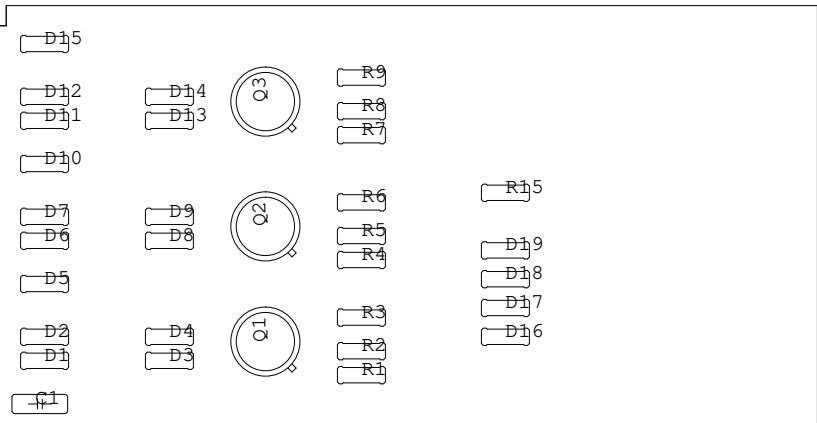 D15
R9
D12 D14 Q3
R8
D11 D13
R7
D10
R15
R6
D7 D9 Q2
R5
D6 D8
D19
R4
D5 D18
D17
R3
D2 D4 Q1 D16
R2
D1 D3
R1
C1